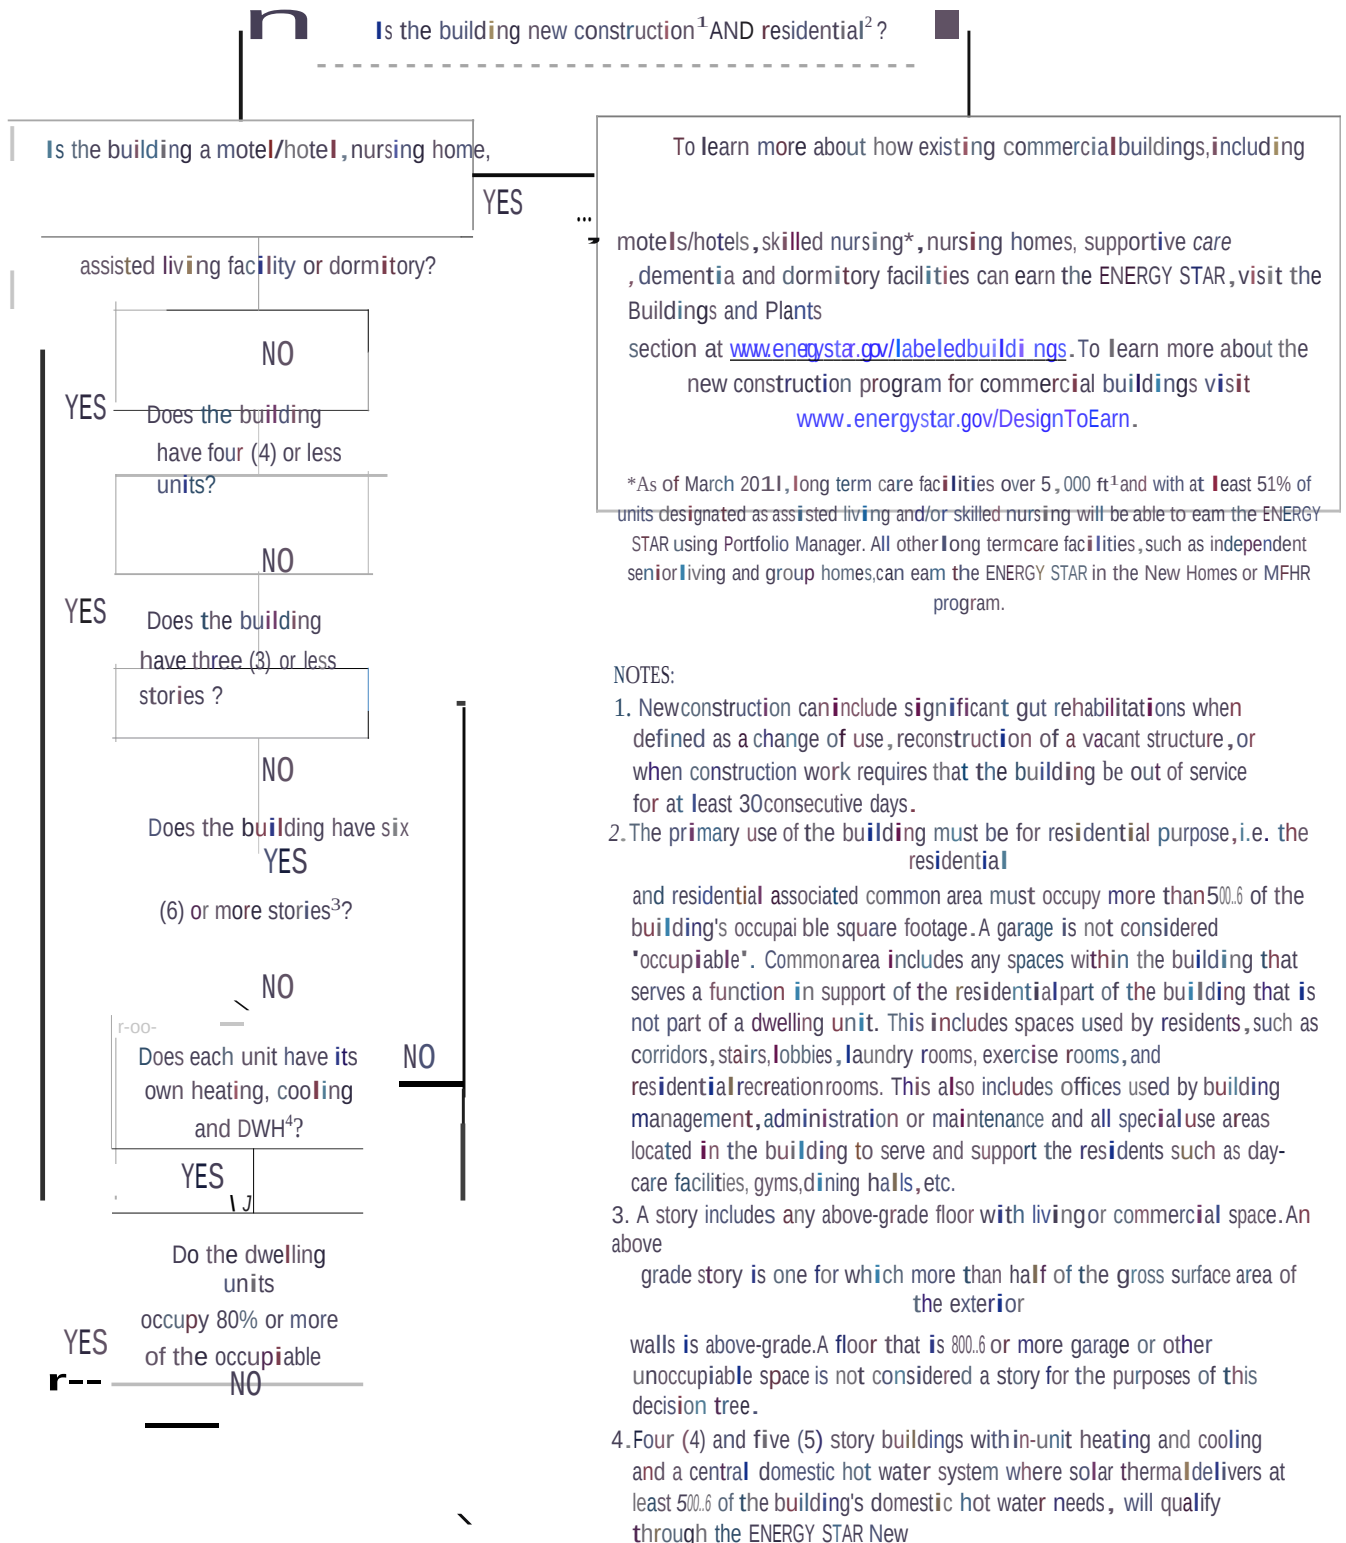 Is the building new construction1 AND residential2 ?
Is the building a motel/hotel, nursing home,
YES
assisted living facility or dormitory?
NO
YES
Does the building
have four (4) or less
units?
NO
YES
Does the building
have three (3) or less
stories ?
NO
Does the building have six
YES
(6) or more stories3?
NO
r-oo-
Does each unit have its
own heating, cooling
and DWH4?
NO
YES
\J
Do the dwelling
units
occupy 80% or more
of the occupiable
YES
NO
r--
To learn more about how existing commercial buildings, including
motels/hotels, skilled nursing*, nursing homes, supportive care
, dementia and dormitory facilities can earn the ENERGY STAR, visit the
Buildings and Plants
section at www.energystar.gov/labeledbuildi ngs. To learn more about the
new construction program for commercial buildings visit
www.energystar.gov/DesignToEarn.
*As of March 201l, long term care facilities over 5,000 ft1 and with at least 51% of
units designated as assisted living and/or skilled nursing will be able to eam the ENERGY
STAR using Portfolio Manager. All other long term care facilities, such as independent
senior living and group homes, can eam the ENERGY STAR in the New Homes or MFHR
program.
NOTES:
1. New construction can include significant gut rehabilitations when
defined as a change of use, reconstruction of a vacant structure, or
when construction work requires that the building be out of service
for at least 30 consecutive days.
2. The primary use of the building must be for residential purpose, i.e. the
residential
and residential associated common area must occupy more than 500..6 of the
building's occupai ble square footage. A garage is not considered
"occupiable". Common area includes any spaces within the building that
serves a function in support of the residential part of the building that is
not part of a dwelling unit. This includes spaces used by residents, such as
corridors, stairs, lobbies, laundry rooms, exercise rooms, and
residential recreation rooms. This also includes offices used by building
management, administration or maintenance and all special use areas
located in the building to serve and support the residents such as day-
care facilities, gyms, dining halls, etc.
3. A story includes any above-grade floor with living or commercial space. An
above
grade story is one for which more than half of the gross surface area of
the exterior
walls is above-grade. A floor that is 800..6 or more garage or other
unoccupiable space is not considered a story for the purposes of this
decision tree.
4. Four (4) and five (5) story buildings with in-unit heating and cooling
and a central domestic hot water system where solar thermal delivers at
least 500..6 of the building's domestic hot water needs, will qualify
through the ENERGY STAR New